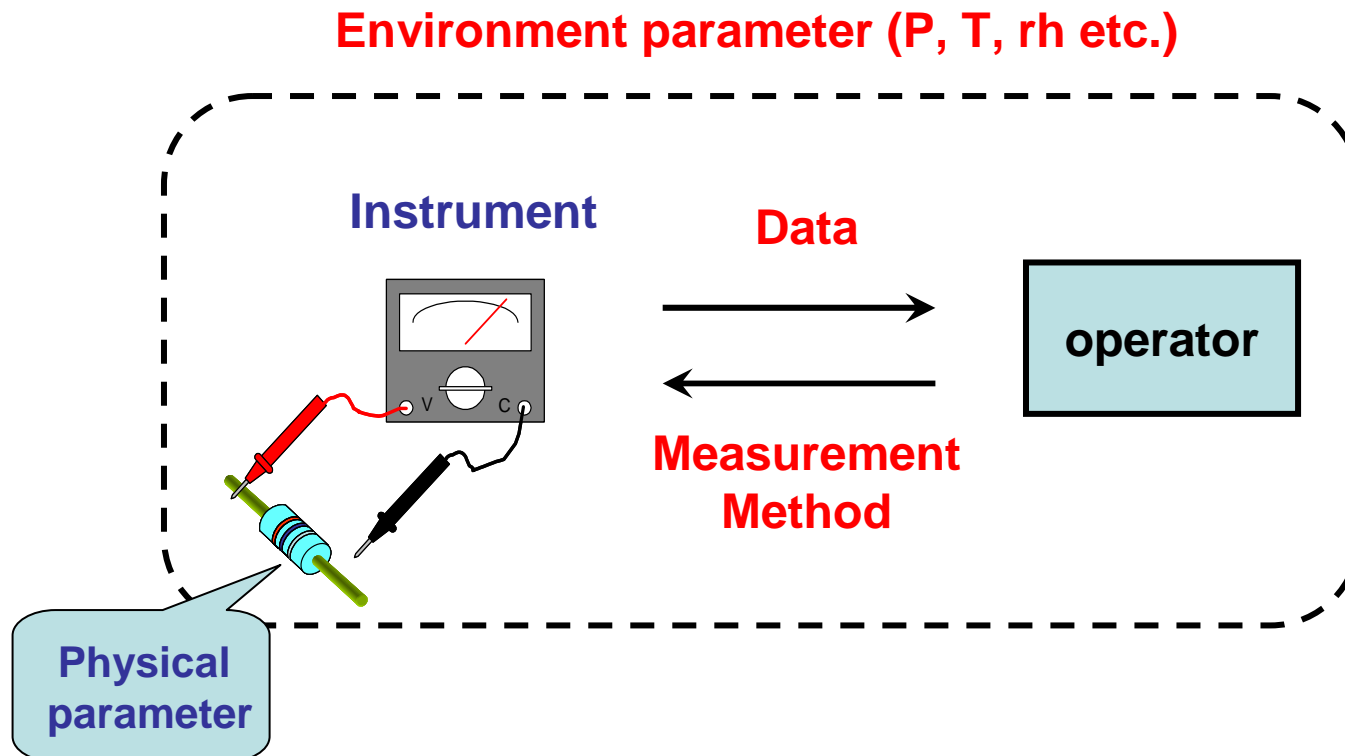 Environment parameter (P, T, rh etc.)
Instrument
Data
operator
V C
Measurement
Method
Physical
parameter